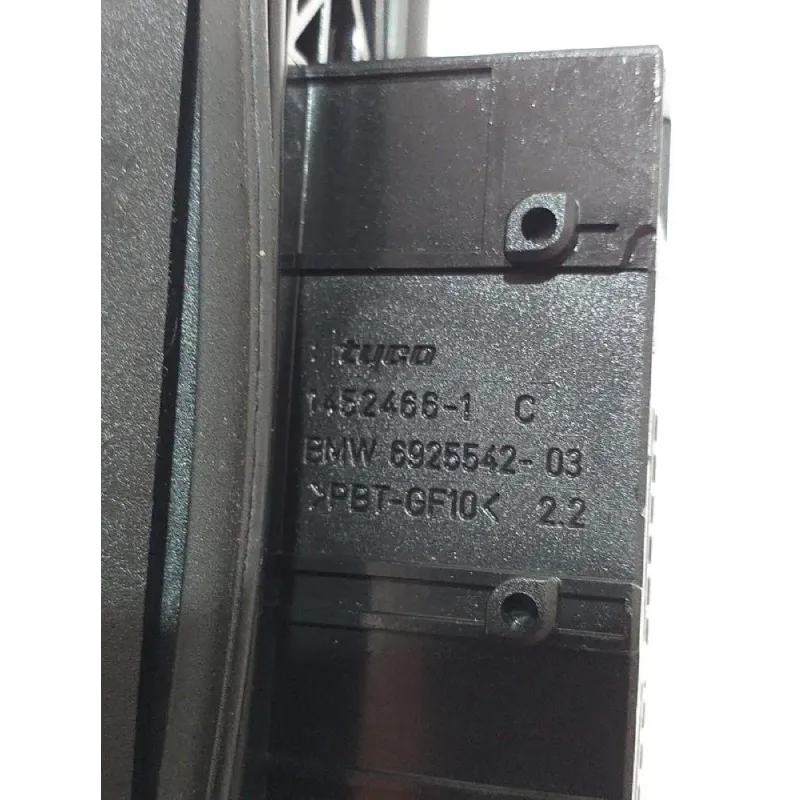 tyco
1452466-1 C
BMW 6925542-03
>PBT-GF10< 2.2